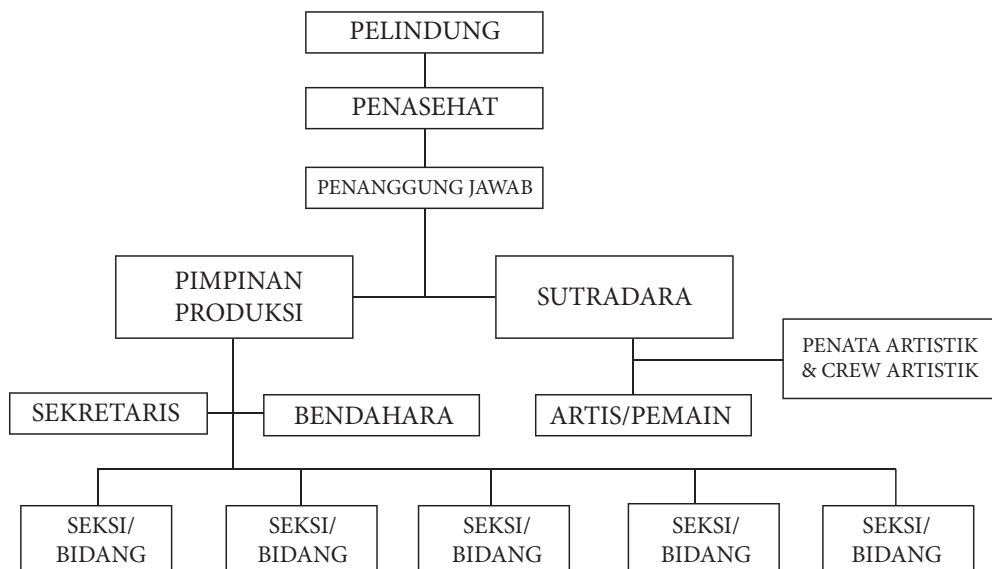 PELINDUNG
PENASEHAT
PENANGGUNG JAWAB
PIMPINAN
PRODUKSI
SUTRADARA
PENATA ARTISTIK
& CREW ARTISTIK
SEKRETARIS
BENDAHARA
ARTIS/PEMAIN
SEKSI/
BIDANG
SEKSI/
BIDANG
SEKSI/
BIDANG
SEKSI/
BIDANG
SEKSI/
BIDANG